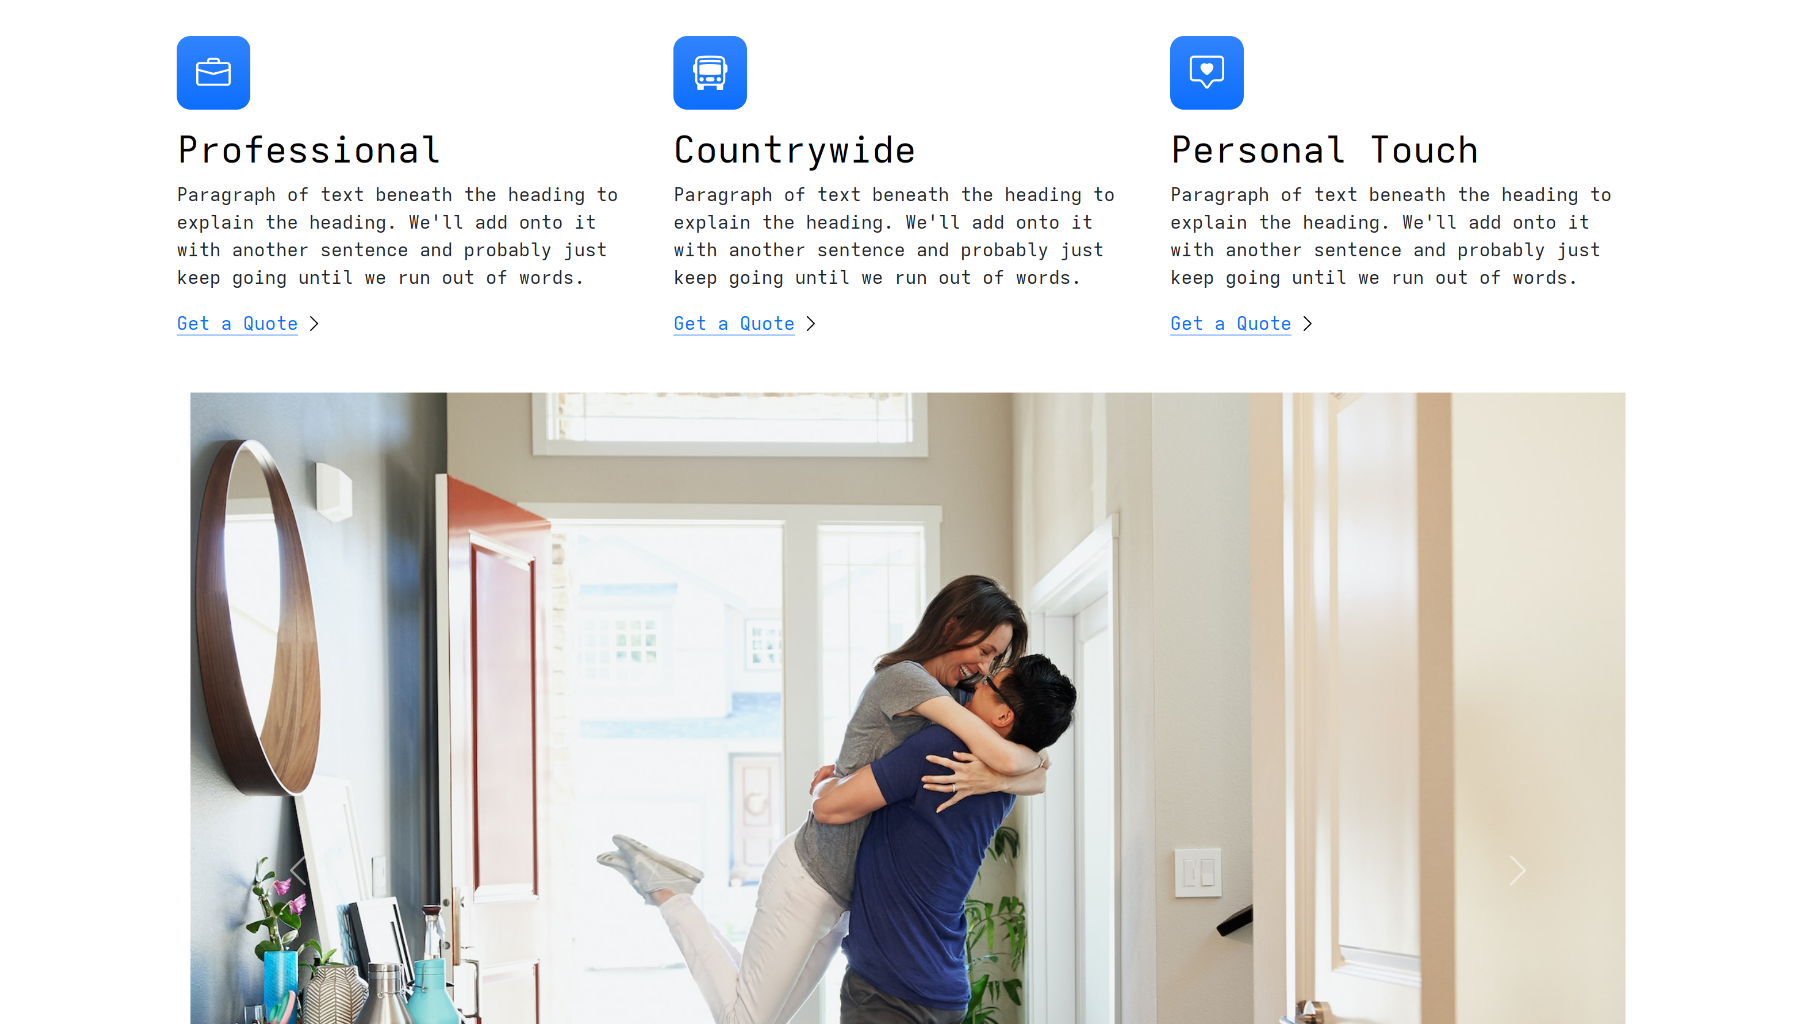 Professional
Paragraph of text beneath the heading to
explain the heading. We'll add onto it
with another sentence and probably just
keep going until we run out of words.
Get a Quote
Countrywide
Paragraph of text beneath the heading to
explain the heading. We'll add onto it
with another sentence and probably just
keep going until we run out of words.
Get a Quote
Personal Touch
Paragraph of text beneath the heading to
explain the heading. We'll add onto it
with another sentence and probably just
keep going until we run out of words.
Get a Quote